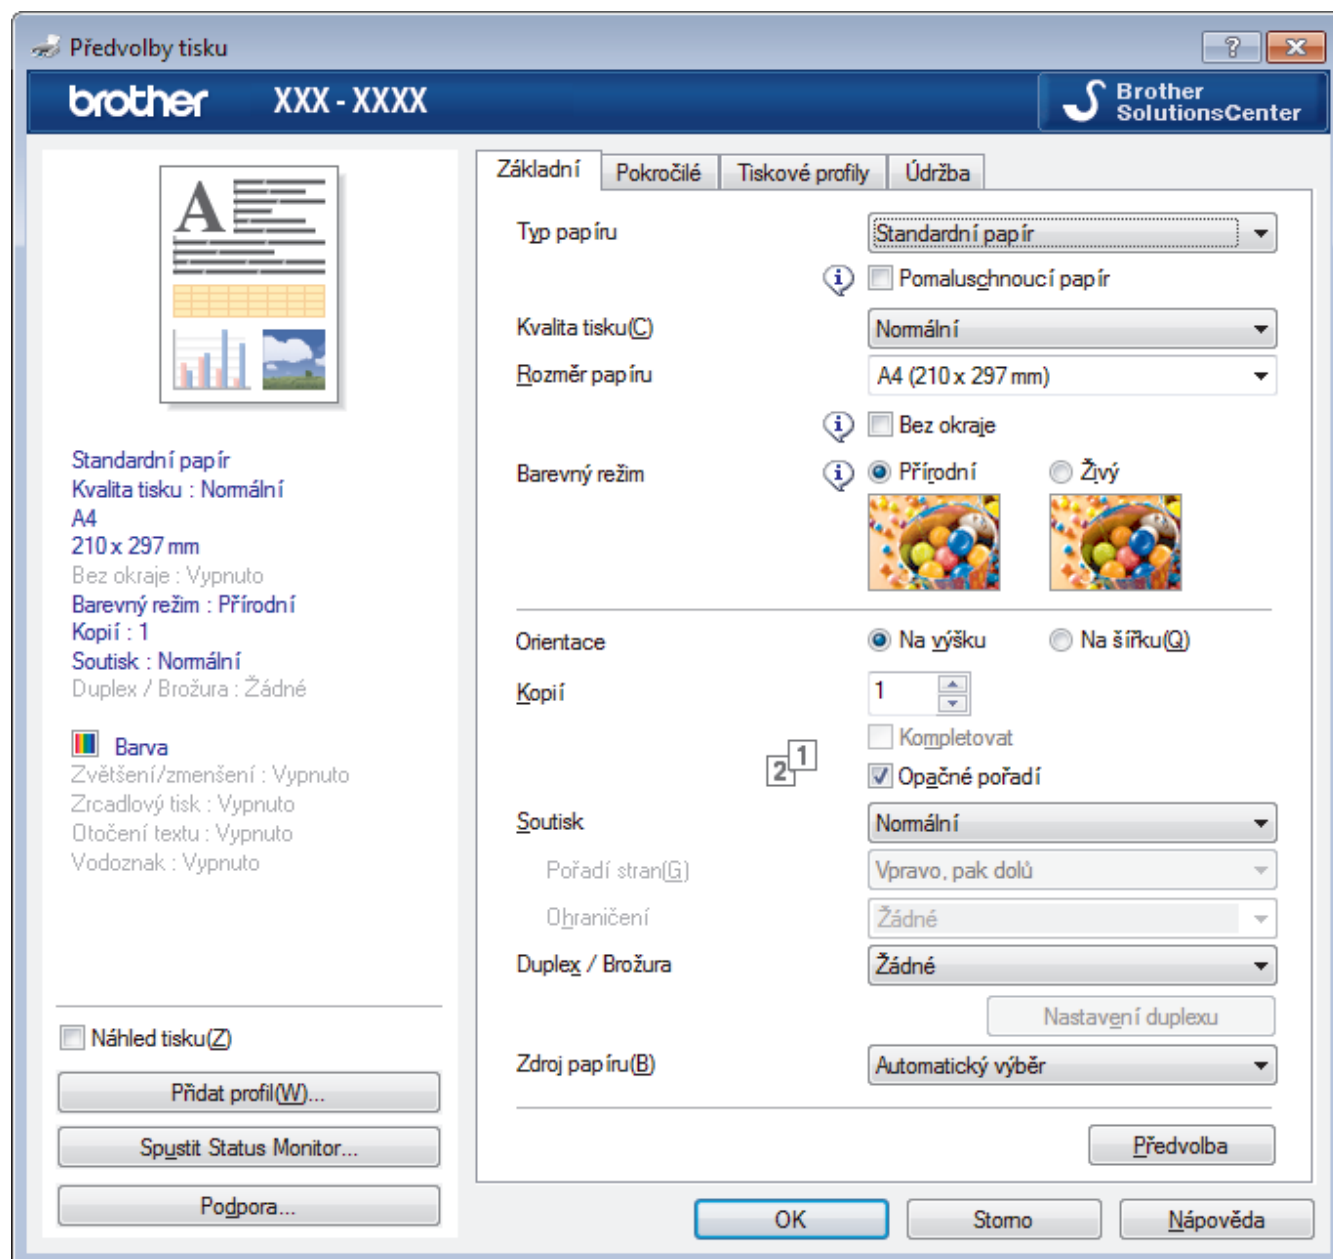 Předvolby tisku
brother XXX - XXXX
Brother
SolutionsCenter
A
Standardní papír
Kvalita tisku : Normální
A4
210 x 297 mm
Bez okraje : Vypnuto
Barevný režim : Přírodní
Kopií : 1
Soutisk : Normální
Duplex / Brožura : Žádné
Barva
Zvětšení/zmenšení : Vypnuto
Zrcadlový tisk : Vypnuto
Otočení textu : Vypnuto
Vodoznak : Vypnuto
Náhled tisku(Z)
Přidat profil(W)...
Spustit Status Monitor...
Podpora...
Základní Pokročilé Tiskové profily Údržba
Typ papíru Standardní papír
Pomaluschnoucí papír
Kvalita tisku(C) Normální
Rozměr papíru A4 (210 x 297 mm)
Bez okraje
Barevný režim Přírodní Živý
Orientace Na výšku Na šířku(Q)
Kopií 1
Kompletovat
2 1 Opačné pořadí
Soutisk Normální
Pořadí stran(G) Vpravo, pak dolů
Ohraničení Žádné
Duplex / Brožura Žádné
Nastavení duplexu
Zdroj papíru(B) Automatický výběr
Předvolba
OK Storno Nápověda